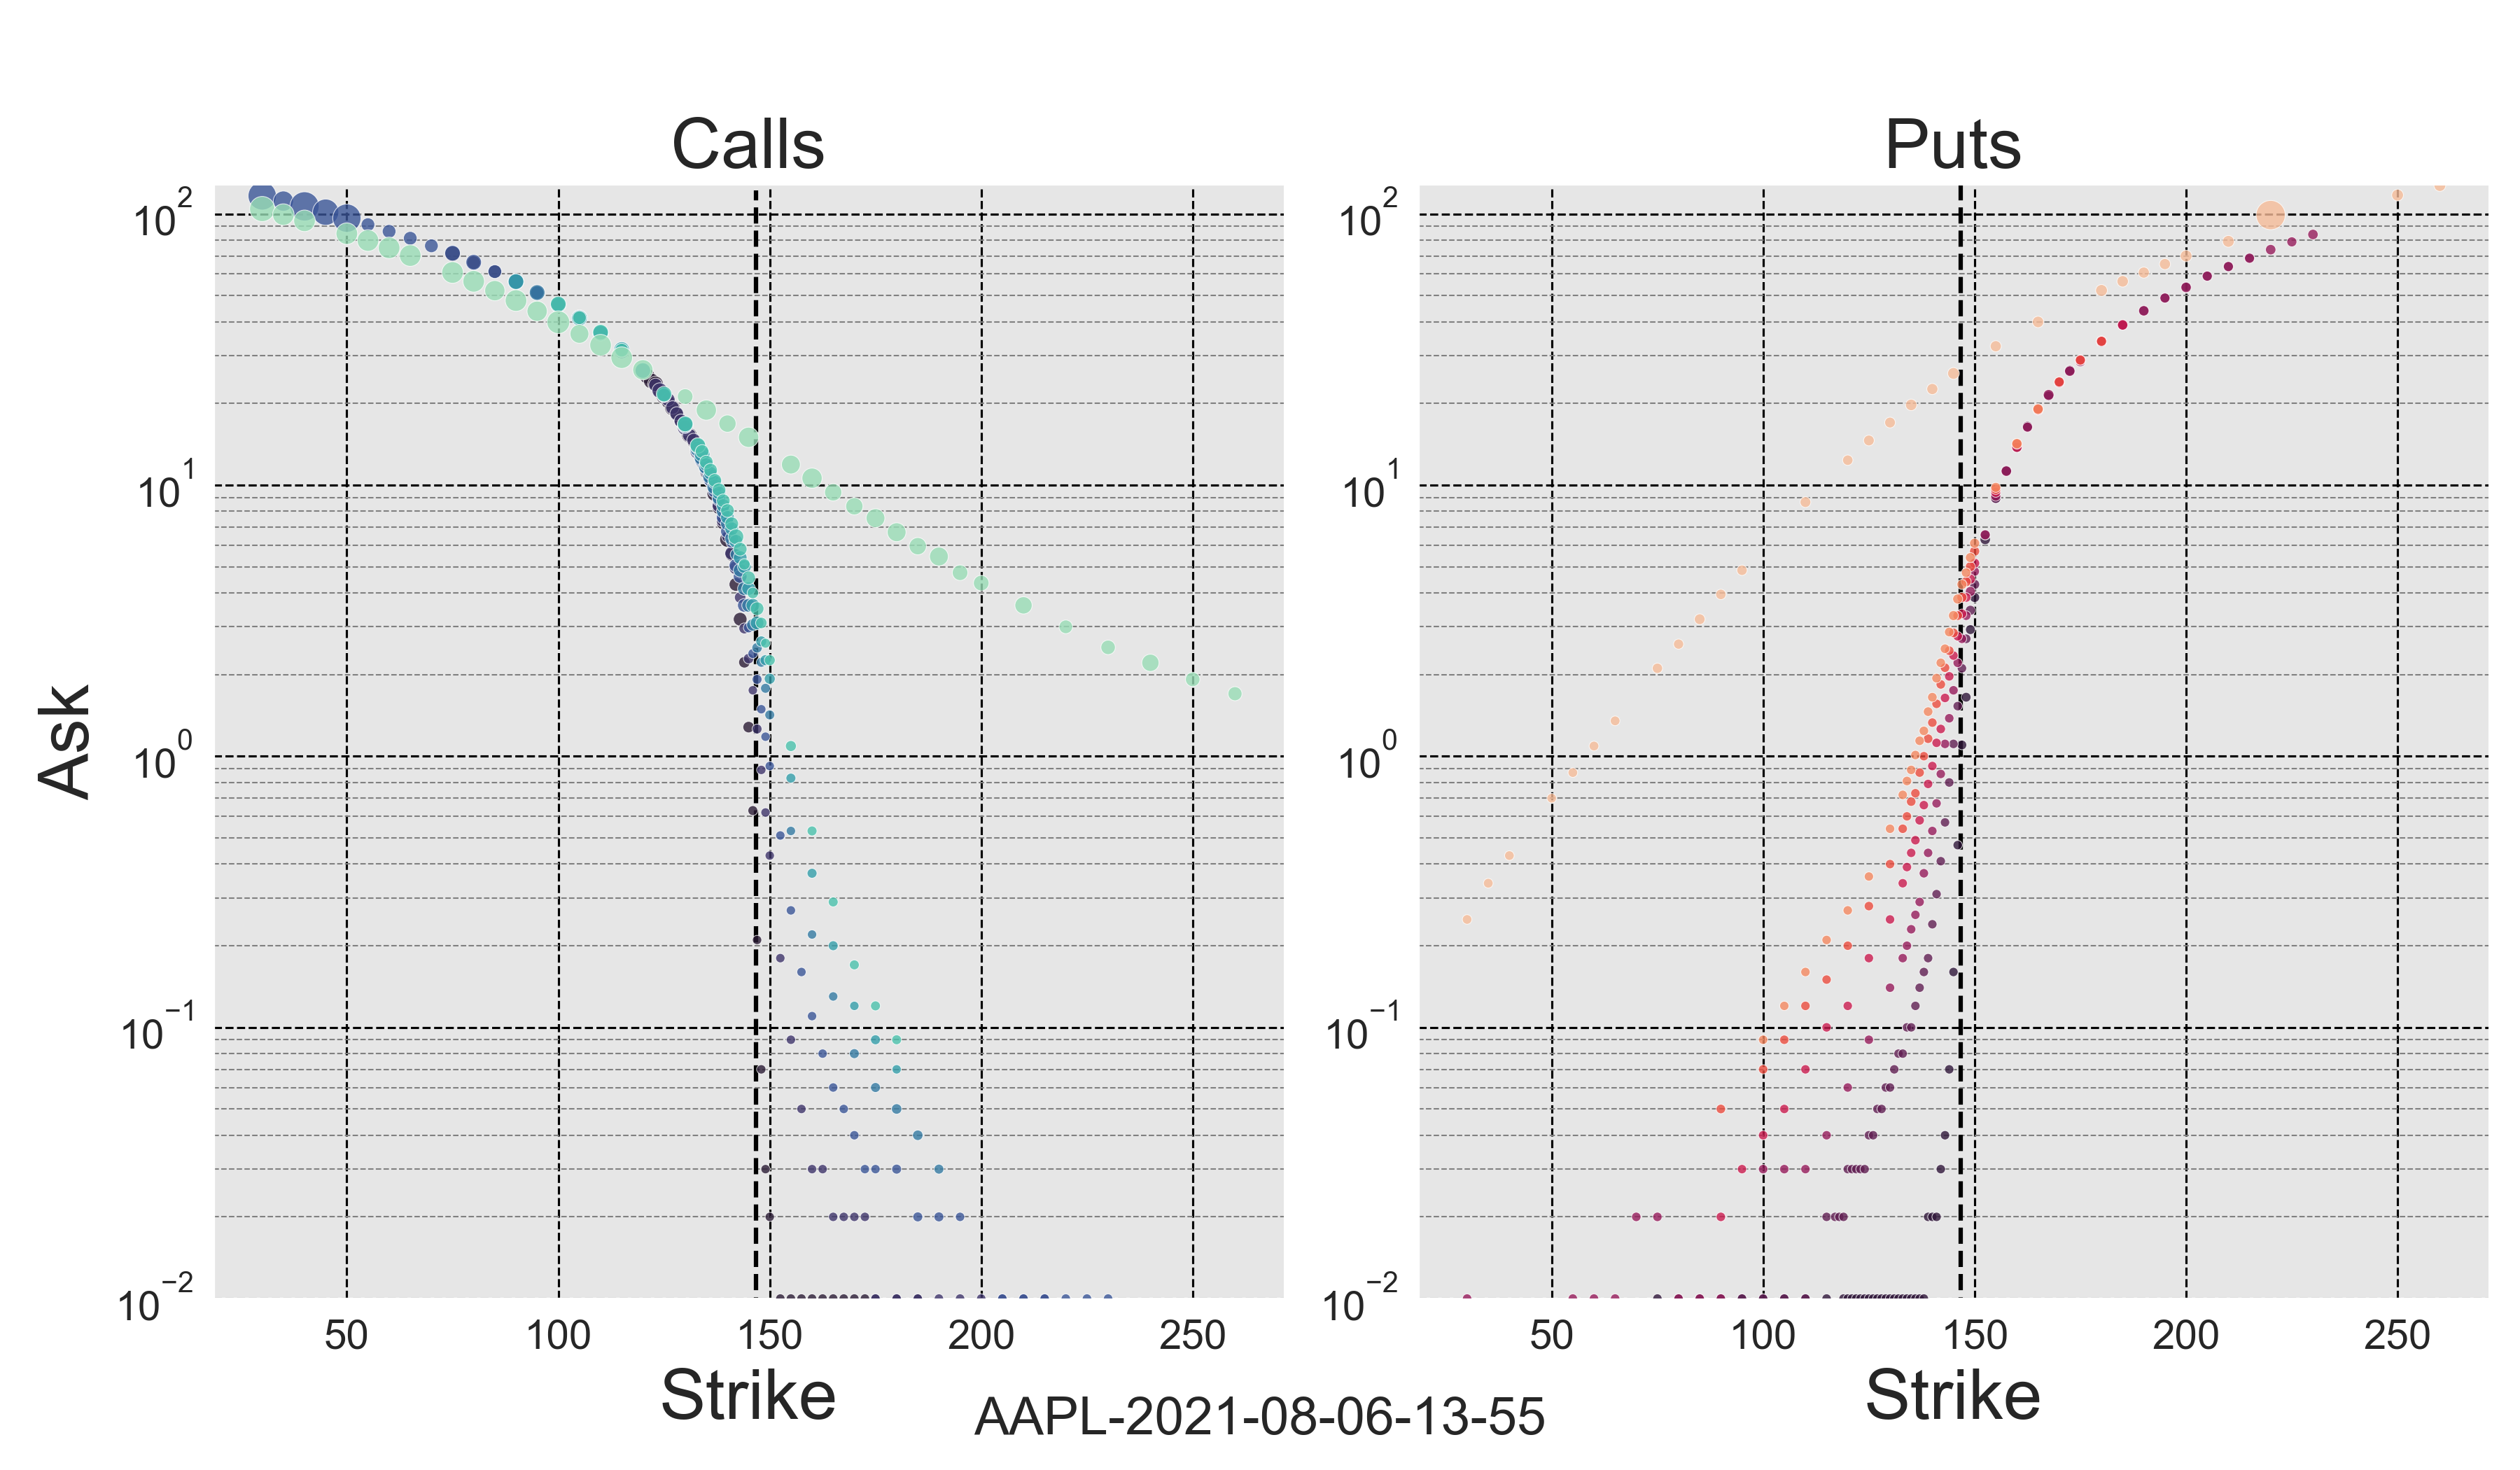 Calls Puts
10^2 10^2
10^1 10^1
Ask
10^0 10^0
10^−1 10^−1
10^−2 10^−2
50 100 150 200 250 50 100 150 200 250
Strike Strike
AAPL-2021-08-06-13-55